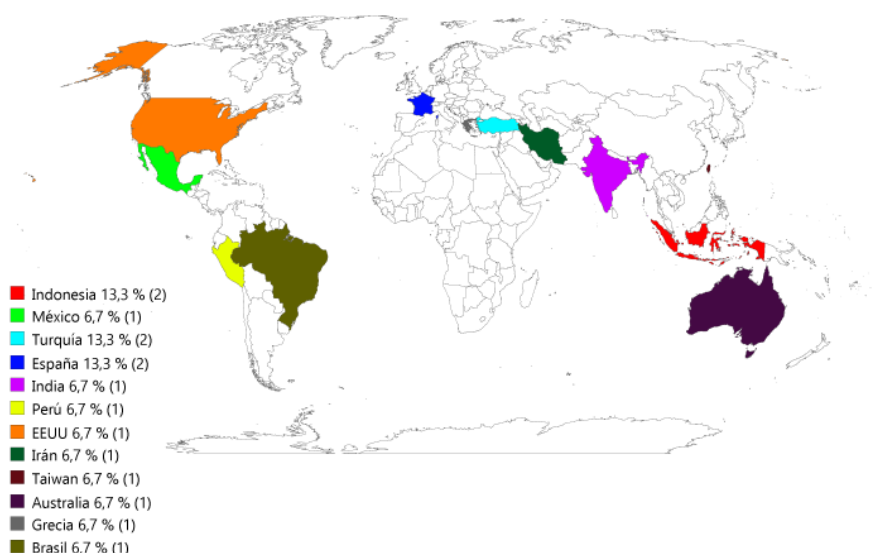 Indonesia 13,3 % (2)
México 6,7 % (1)
Turquía 13,3 % (2)
España 13,3 % (2)
India 6,7 % (1)
Perú 6,7 % (1)
EEUU 6,7 % (1)
Irán 6,7 % (1)
Taiwan 6,7 % (1)
Australia 6,7 % (1)
Grecia 6,7 % (1)
Brasil 6,7 % (1)